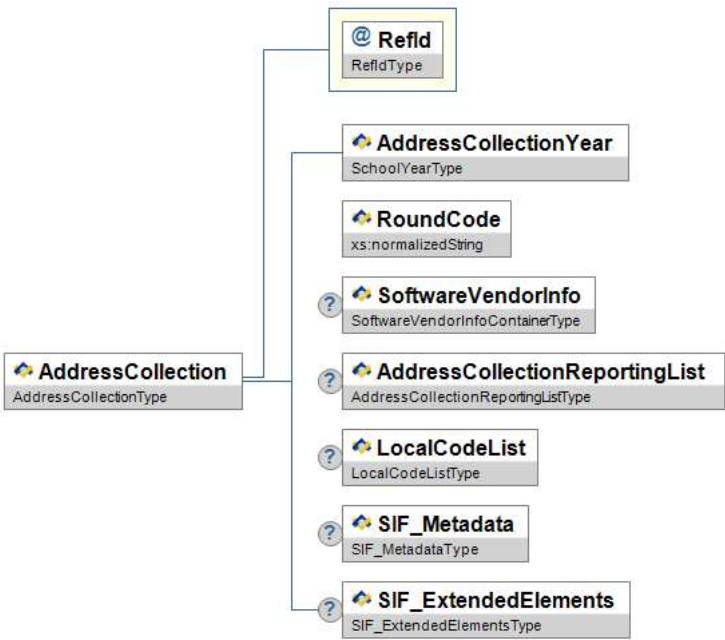 @ RefId
RefIdType
AddressCollectionYear
SchoolYearType
RoundCode
xs:normalizedString
? SoftwareVendorInfo
SoftwareVendorInfoContainerType
AddressCollection
AddressCollectionType
? AddressCollectionReportingList
AddressCollectionReportingListType
? LocalCodeList
LocalCodeListType
? SIF_Metadata
SIF_MetadataType
? SIF_ExtendedElements
SIF_ExtendedElementsType